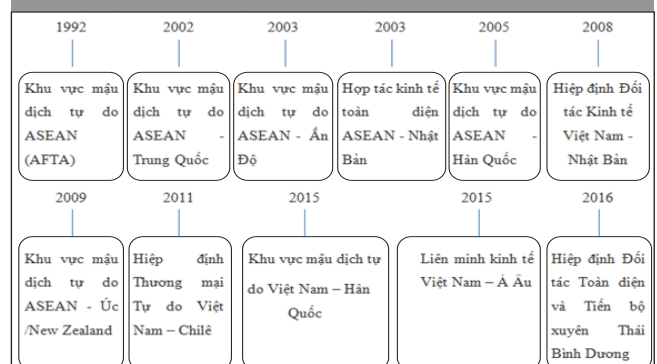 1992 2002 2003 2003 2005 2008
Khu vực mậu
dịch tự do
ASEAN
(AFTA)
Khu vực mậu
dịch tự do
ASEAN -
Trung Quốc
Khu vực mậu
dịch tự do
ASEAN - Ấn
Độ
Hợp tác kinh tế
toàn diện
ASEAN - Nhật
Bản
Khu vực mậu
dịch tự do
ASEAN -
Hàn Quốc
Hiệp định Đối
tác Kinh tế
Việt Nam -
Nhật Bản
2009 2011 2015 2015 2016
Khu vực mậu
dịch tự do
ASEAN - Úc
/New Zealand
Hiệp định
Thương mại
Tự do Việt
Nam – Chilê
Khu vực mậu dịch tự
do Việt Nam – Hàn
Quốc
Liên minh kinh tế
Việt Nam – Á Âu
Hiệp định Đối
tác Toàn diện
và Tiến bộ
xuyên Thái
Bình Dương